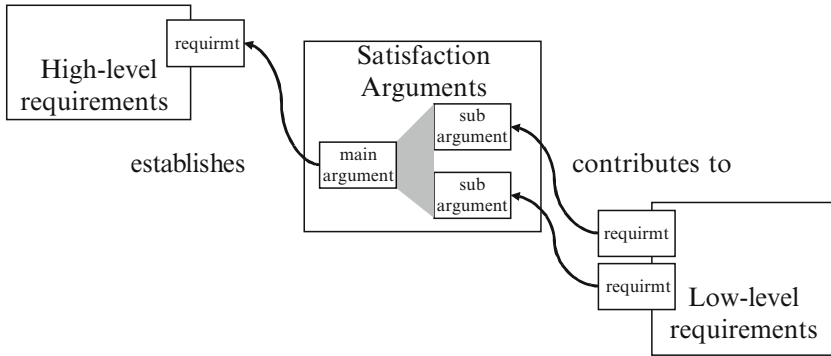 requirmt
High-level
requirements
Satisfaction
Arguments
sub
argument
main
argument
sub
argument
establishes
contributes to
requirmt
requirmt
Low-level
requirements